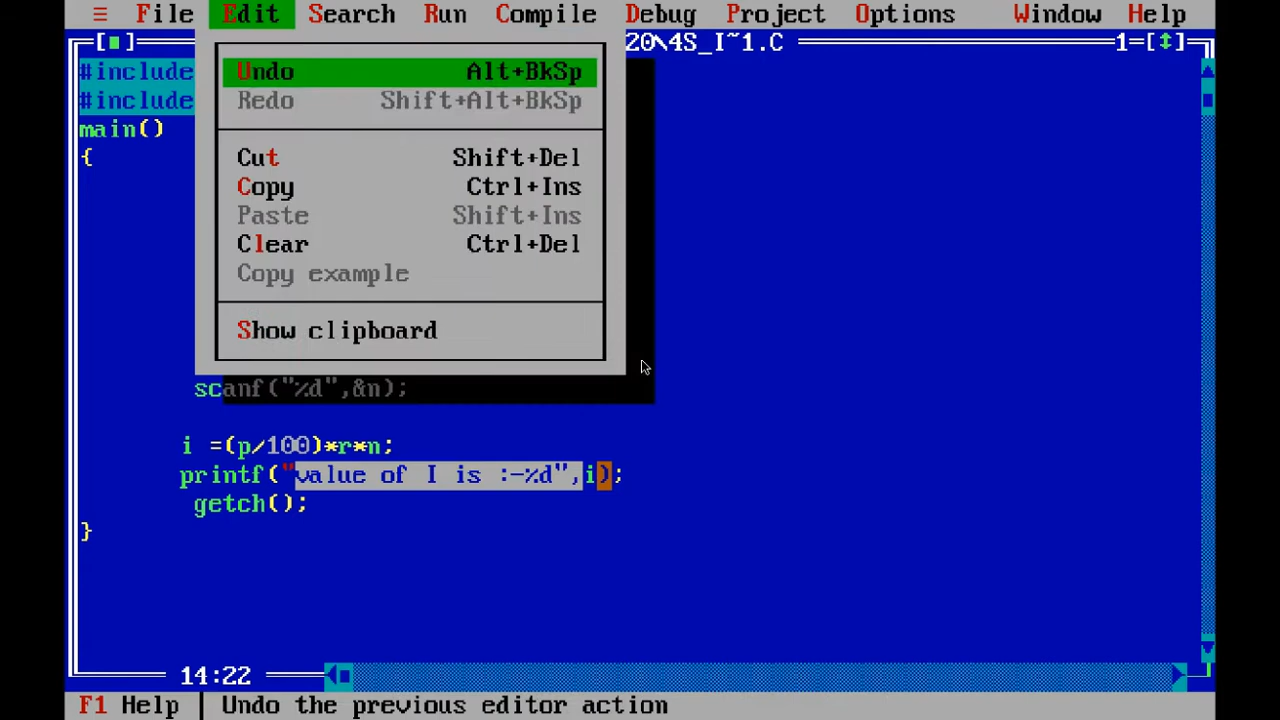 ≡ File Edit Search Run Compile Debug Project Options Window Help
[■] 20\4S_I~1.C 1=[↕]
#include
#include
main()
{
Undo Alt+BkSp
Redo Shift+Alt+BkSp
Cut Shift+Del
Copy Ctrl+Ins
Paste Shift+Ins
Clear Ctrl+Del
Copy example
Show clipboard
scanf("%d",&n);
i =(p/100)*r*n;
printf("value of I is :-%d",i);
getch();
}
14:22
F1 Help │ Undo the previous editor action